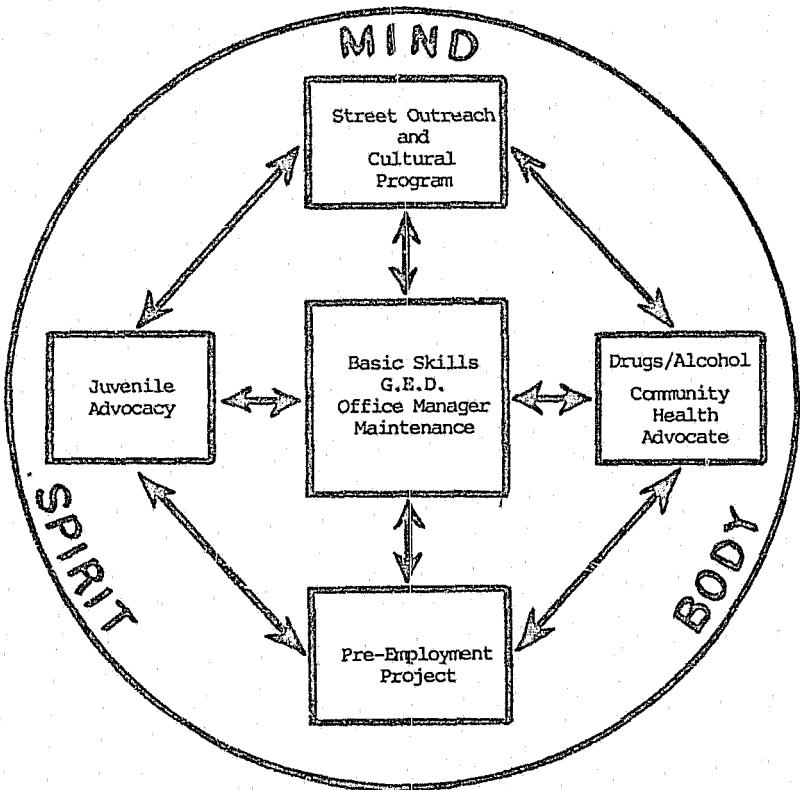 MIND
Street Outreach
and
Cultural
Program
Juvenile
Advocacy
Basic Skills
G.E.D.
Office Manager
Maintenance
Drugs/Alcohol
Community
Health
Advocate
SPIRIT
BODY
Pre-Employment
Project